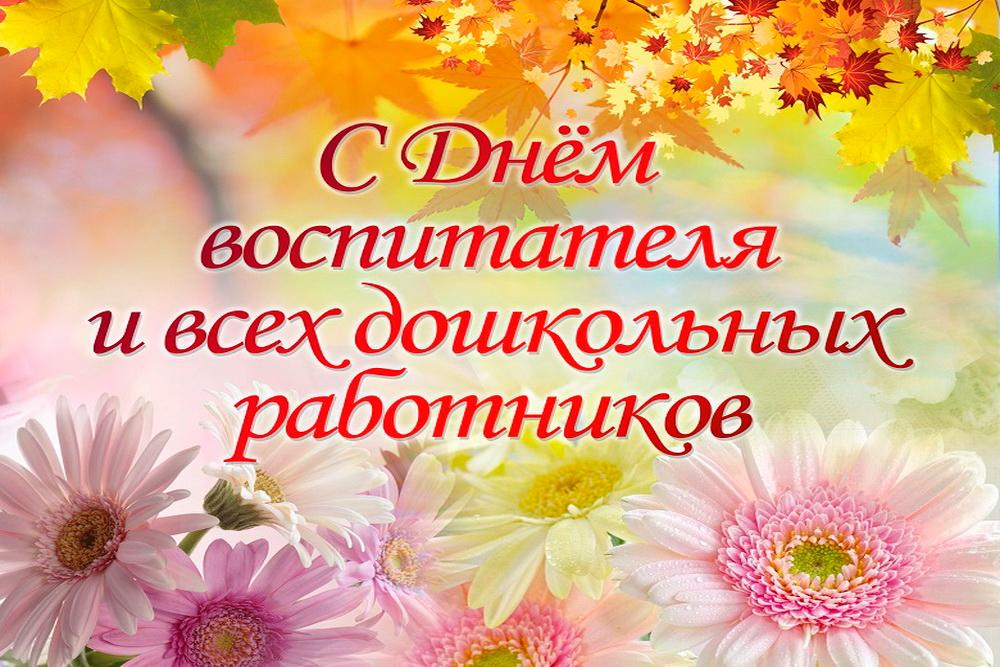 С Днём
воспитателя
и всех дошкольных
работников